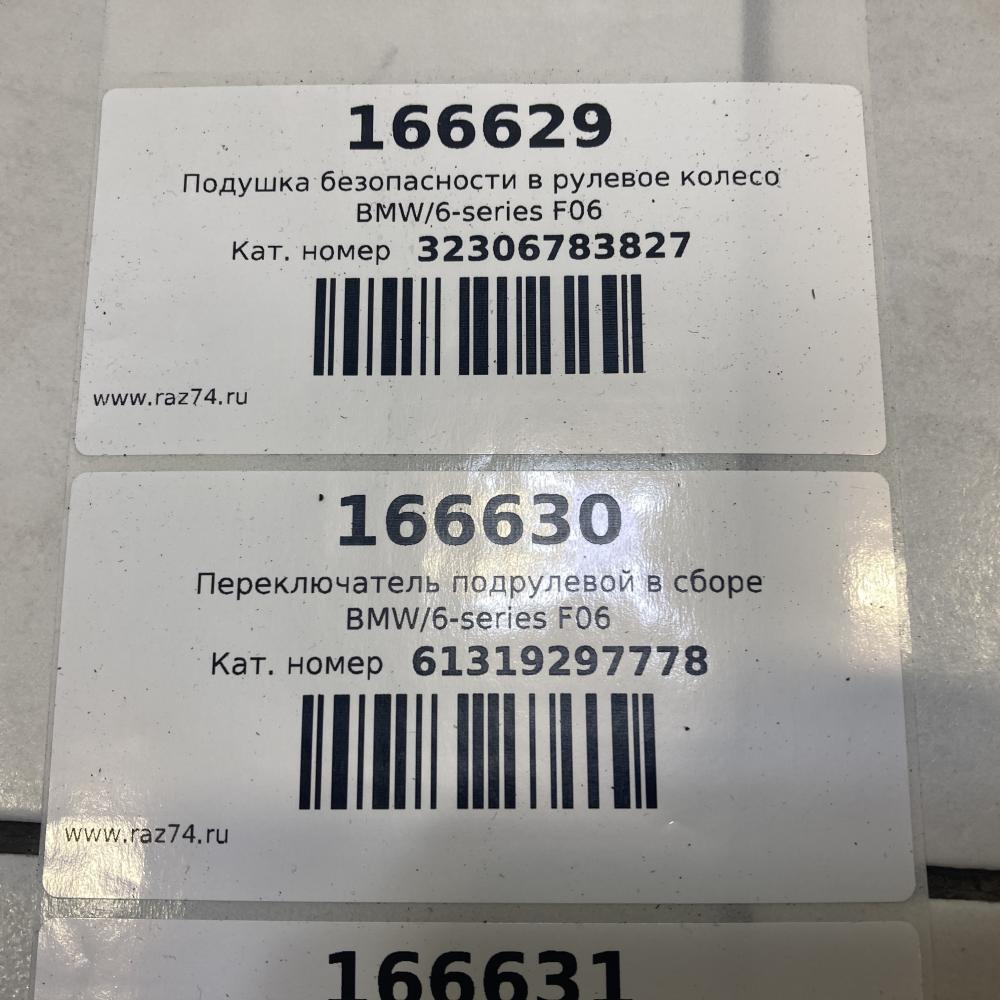 166629
Подушка безопасности в рулевое колесо
BMW/6-series F06
Кат. номер 32306783827
www.raz74.ru
166630
Переключатель подрулевой в сборе
BMW/6-series F06
Кат. номер 61319297778
www.raz74.ru
166631